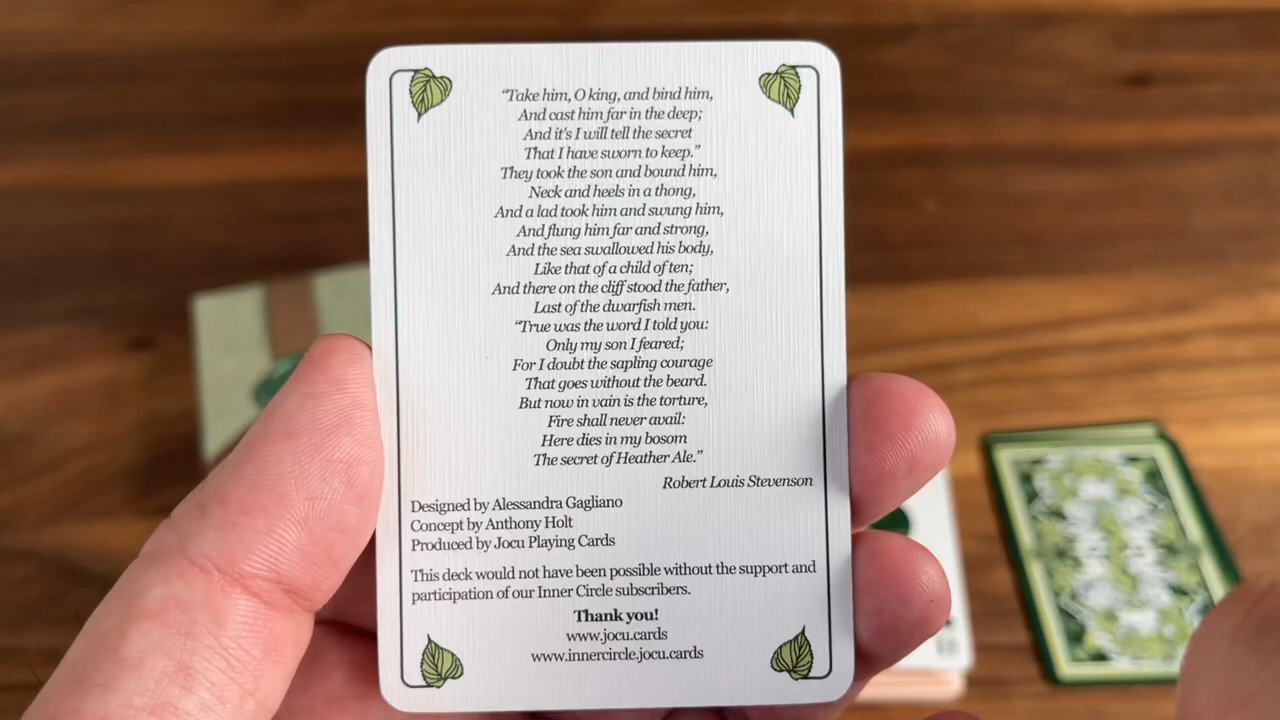 “Take him, O king, and bind him,
And cast him far in the deep;
And it's I will tell the secret
That I have sworn to keep.”
They took the son and bound him,
Neck and heels in a thong,
And a lad took him and swung him,
And flung him far and strong,
And the sea swallowed his body,
Like that of a child of ten;
And there on the cliff stood the father,
Last of the dwarfish men.
“True was the word I told you:
Only my son I feared;
For I doubt the sapling courage
That goes without the beard.
But now in vain is the torture,
Fire shall never avail:
Here dies in my bosom
The secret of Heather Ale.”
Robert Louis Stevenson
Designed by Alessandra Gagliano
Concept by Anthony Holt
Produced by Jocu Playing Cards
This deck would not have been possible without the support and
participation of our Inner Circle subscribers.
Thank you!
www.jocu.cards
www.innercircle.jocu.cards